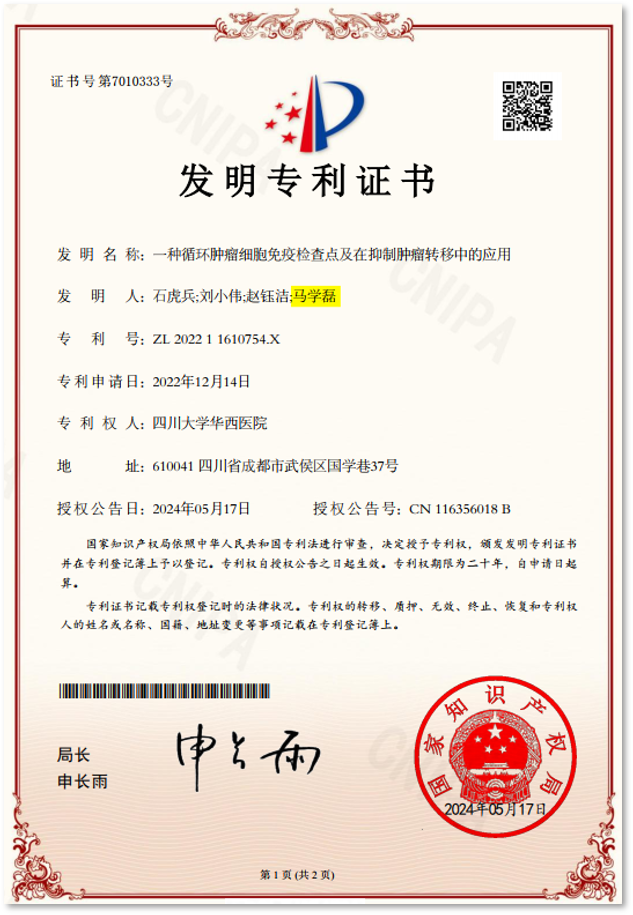 证书号第7010333号
发明专利证书
发明名称：一种循环肿瘤细胞免疫检查点及在抑制肿瘤转移中的应用
发明人：石虎兵;刘小伟;赵钰洁;马学磊
专利号：ZL 2022 1 1610754.X
专利申请日：2022年12月14日
专利权人：四川大学华西医院
地址：610041 四川省成都市武侯区国学巷37号
授权公告日：2024年05月17日 授权公告号：CN 116356018 B
国家知识产权局依照中华人民共和国专利法进行审查，决定授予专利权，颁发发明专利证书
并在专利登记簿上予以登记。专利权自授权公告之日起生效。专利权期限为二十年，自申请日起
算。
专利证书记载专利权登记时的法律状况。专利权的转移、质押、无效、终止、恢复和专利权
人的姓名或名称、国籍、地址变更等事项记载在专利登记簿上。
局长
申长雨
申长雨
国家知识产权局
2024年05月17日
第 1 页 (共 2 页)
CNIPA
CNIPA
CNIPA